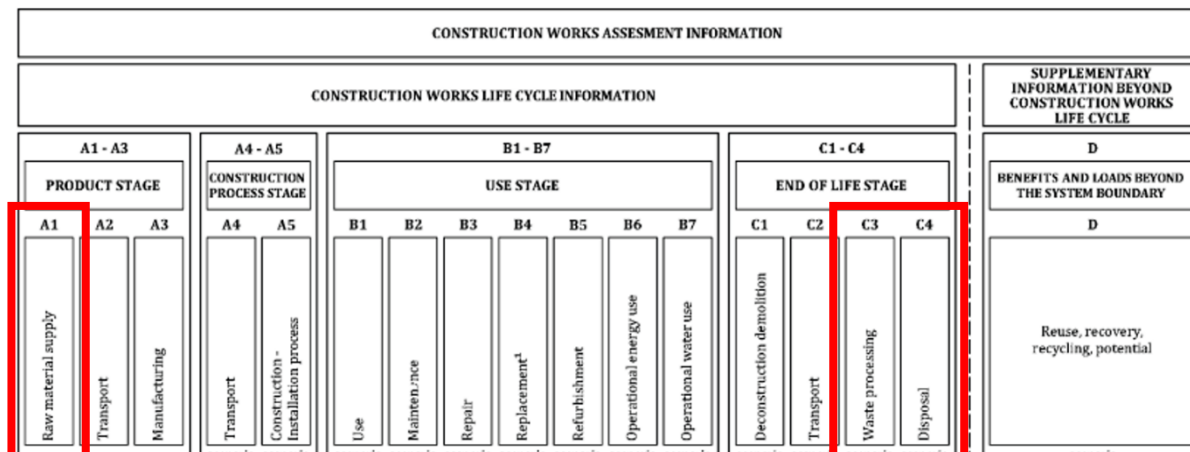 CONSTRUCTION WORKS ASSESMENT INFORMATION
CONSTRUCTION WORKS LIFE CYCLE INFORMATION
SUPPLEMENTARY
INFORMATION BEYOND
CONSTRUCTION WORKS
LIFE CYCLE
A1 - A3
A4 - A5
B1 - B7
C1 - C4
D
PRODUCT STAGE
CONSTRUCTION
PROCESS STAGE
USE STAGE
END OF LIFE STAGE
BENEFITS AND LOADS BEYOND
THE SYSTEM BOUNDARY
A1
A2
A3
A4
A5
B1
B2
B3
B4
B5
B6
B7
C1
C2
C3
C4
D
Raw material supply
Transport
Manufacturing
Transport
Construction -
Installation process
Use
Maintenance
Repair
Replacement¹
Refurbishment
Operational energy use
Operational water use
Deconstruction demolition
Transport
Waste processing
Disposal
Reuse, recovery,
recycling, potential